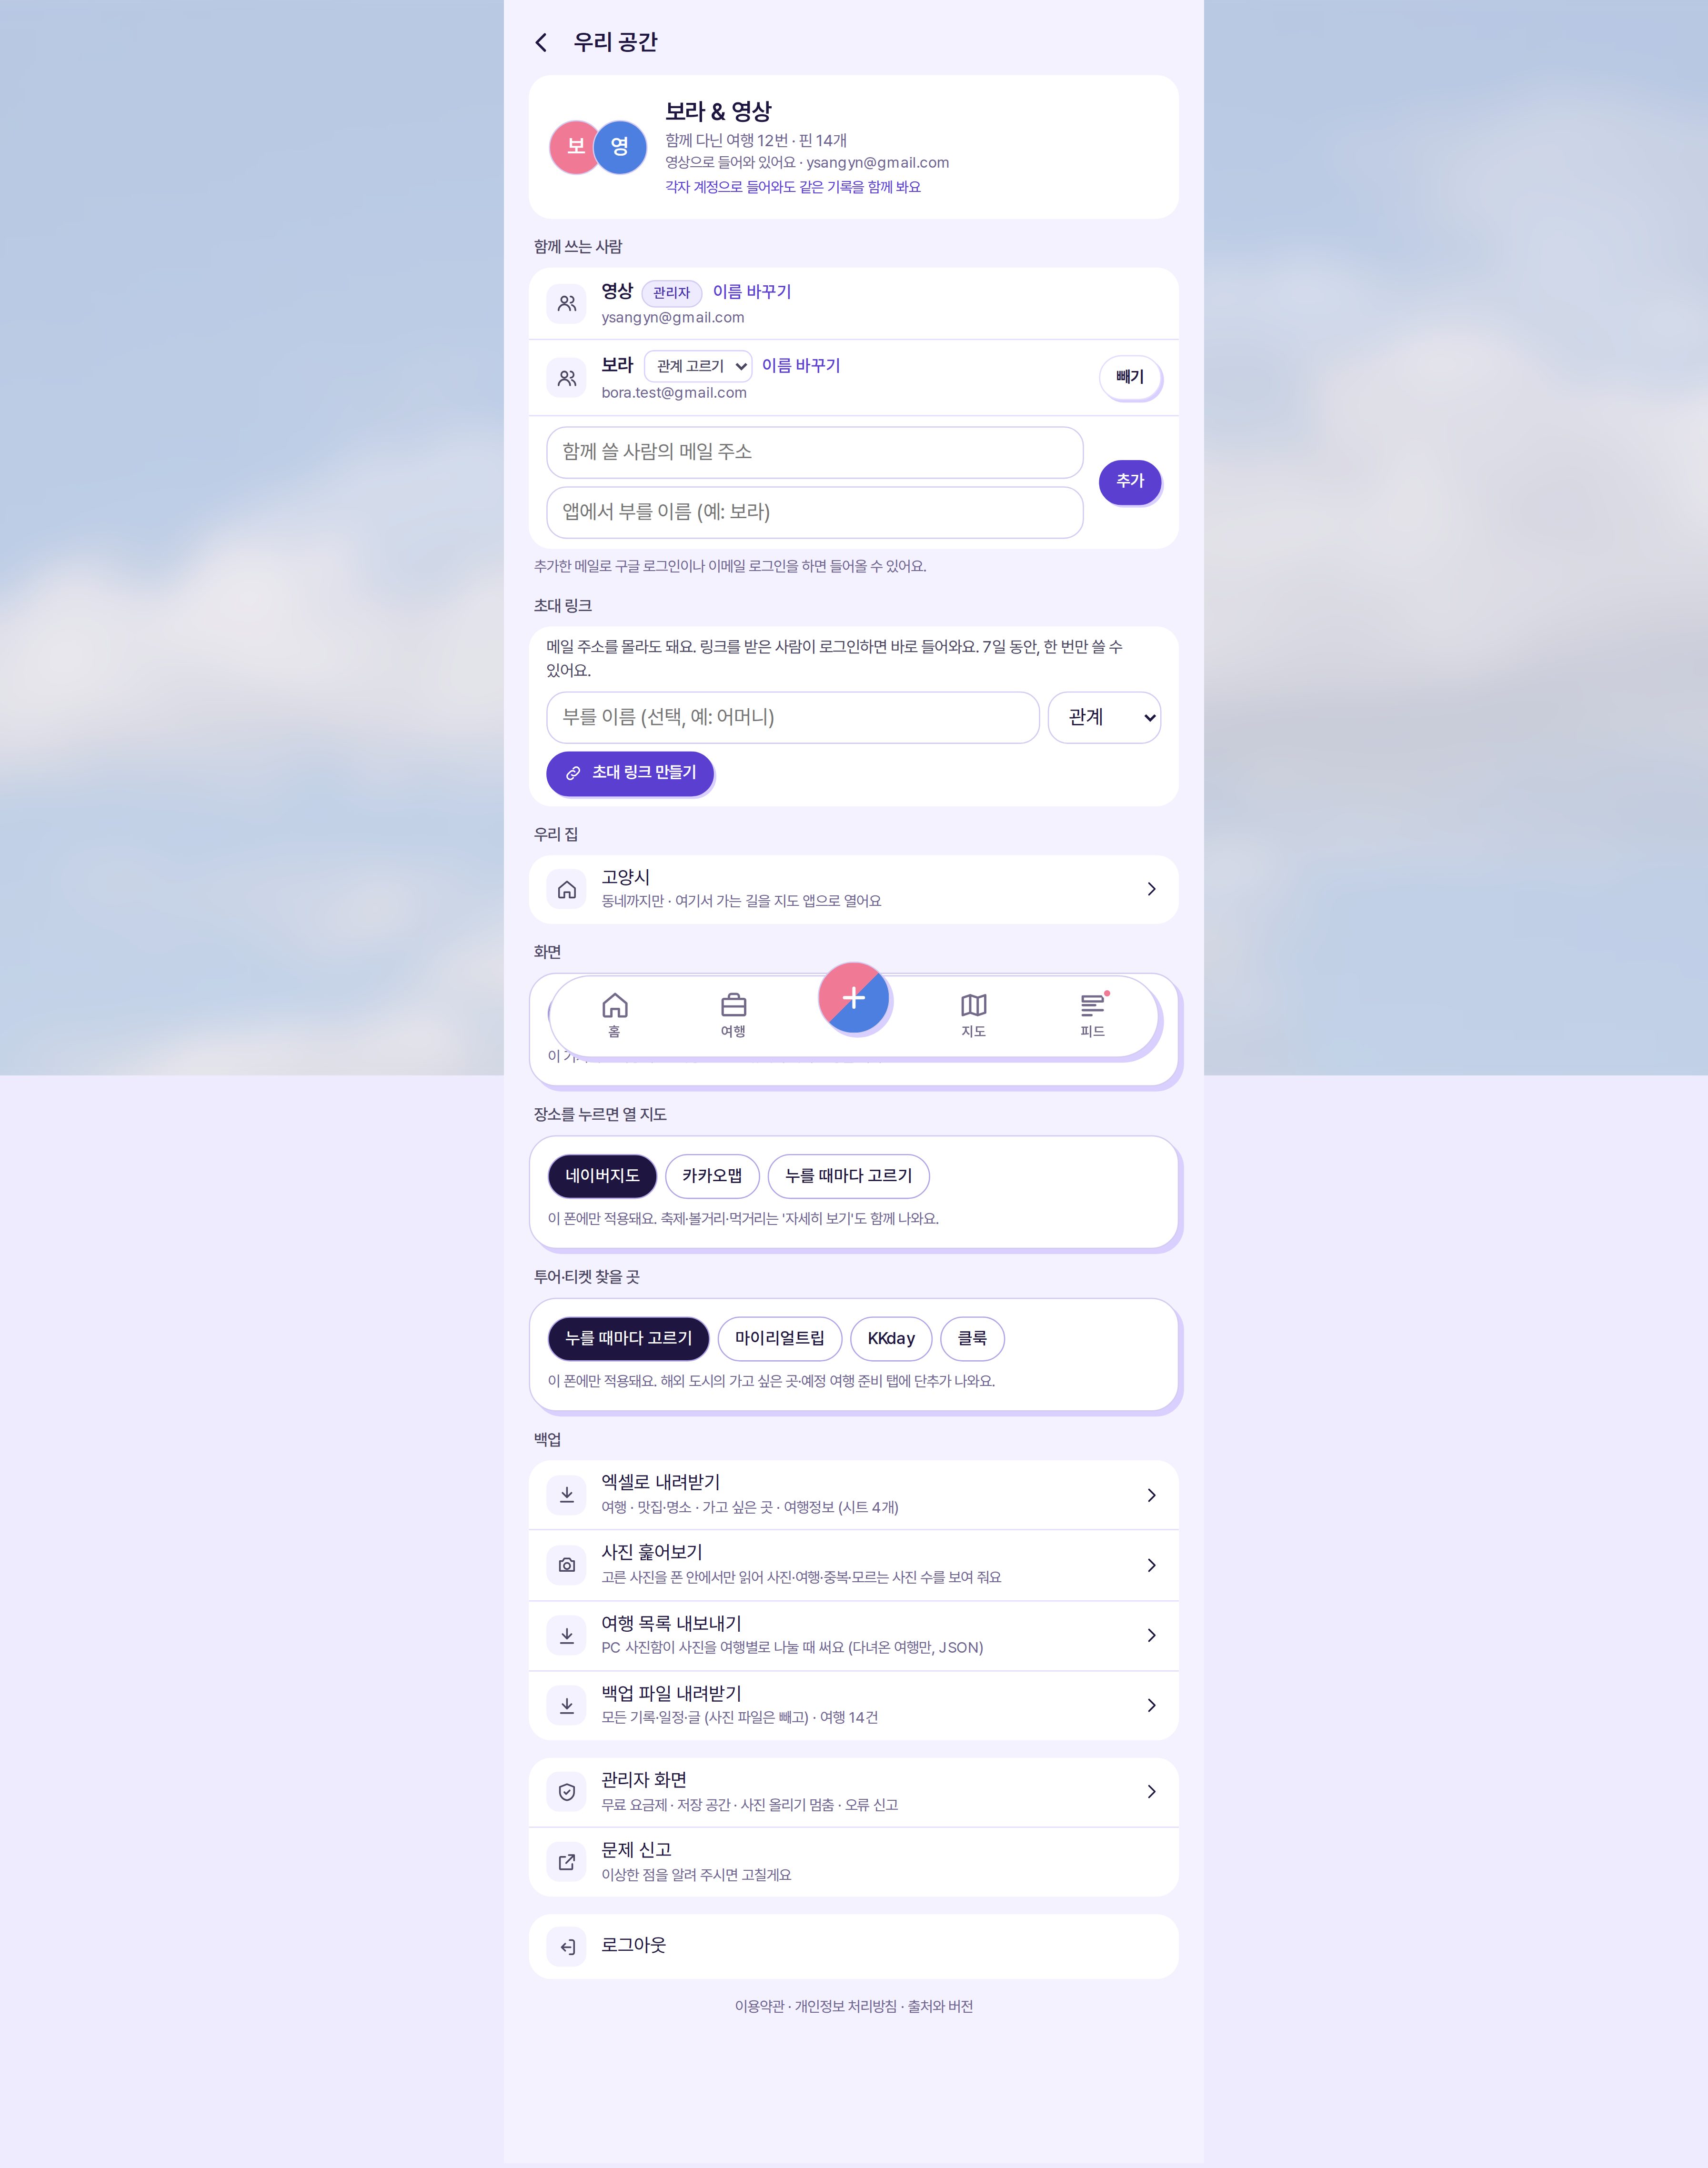 우리 공간
보
영
보라 & 영상
함께 다닌 여행 12번 · 핀 14개
영상으로 들어와 있어요 · ysangyn@gmail.com
각자 계정으로 들어와도 같은 기록을 함께 봐요
함께 쓰는 사람
영상 관리자 이름 바꾸기
ysangyn@gmail.com
보라 관계 고르기 이름 바꾸기
bora.test@gmail.com
빼기
함께 쓸 사람의 메일 주소
앱에서 부를 이름 (예: 보라)
추가
추가한 메일로 구글 로그인이나 이메일 로그인을 하면 들어올 수 있어요.
초대 링크
메일 주소를 몰라도 돼요. 링크를 받은 사람이 로그인하면 바로 들어와요. 7일 동안, 한 번만 쓸 수
있어요.
부를 이름 (선택, 예: 어머니) 관계
초대 링크 만들기
우리 집
고양시
동네까지만 · 여기서 가는 길을 지도 앱으로 열어요
화면
홈 여행 지도 피드
이
장소를 누르면 열 지도
네이버지도 카카오맵 누를 때마다 고르기
이 폰에만 적용돼요. 축제·볼거리·먹거리는 '자세히 보기'도 함께 나와요.
투어·티켓 찾을 곳
누를 때마다 고르기 마이리얼트립 KKday 클룩
이 폰에만 적용돼요. 해외 도시의 가고 싶은 곳·예정 여행 준비 탭에 단추가 나와요.
백업
엑셀로 내려받기
여행 · 맛집·명소 · 가고 싶은 곳 · 여행정보 (시트 4개)
사진 훑어보기
고른 사진을 폰 안에서만 읽어 사진·여행·중복·모르는 사진 수를 보여 줘요
여행 목록 내보내기
PC 사진함이 사진을 여행별로 나눌 때 써요 (다녀온 여행만, JSON)
백업 파일 내려받기
모든 기록·일정·글 (사진 파일은 빼고) · 여행 14건
관리자 화면
무료 요금제 · 저장 공간 · 사진 올리기 멈춤 · 오류 신고
문제 신고
이상한 점을 알려 주시면 고칠게요
로그아웃
이용약관 · 개인정보 처리방침 · 출처와 버전